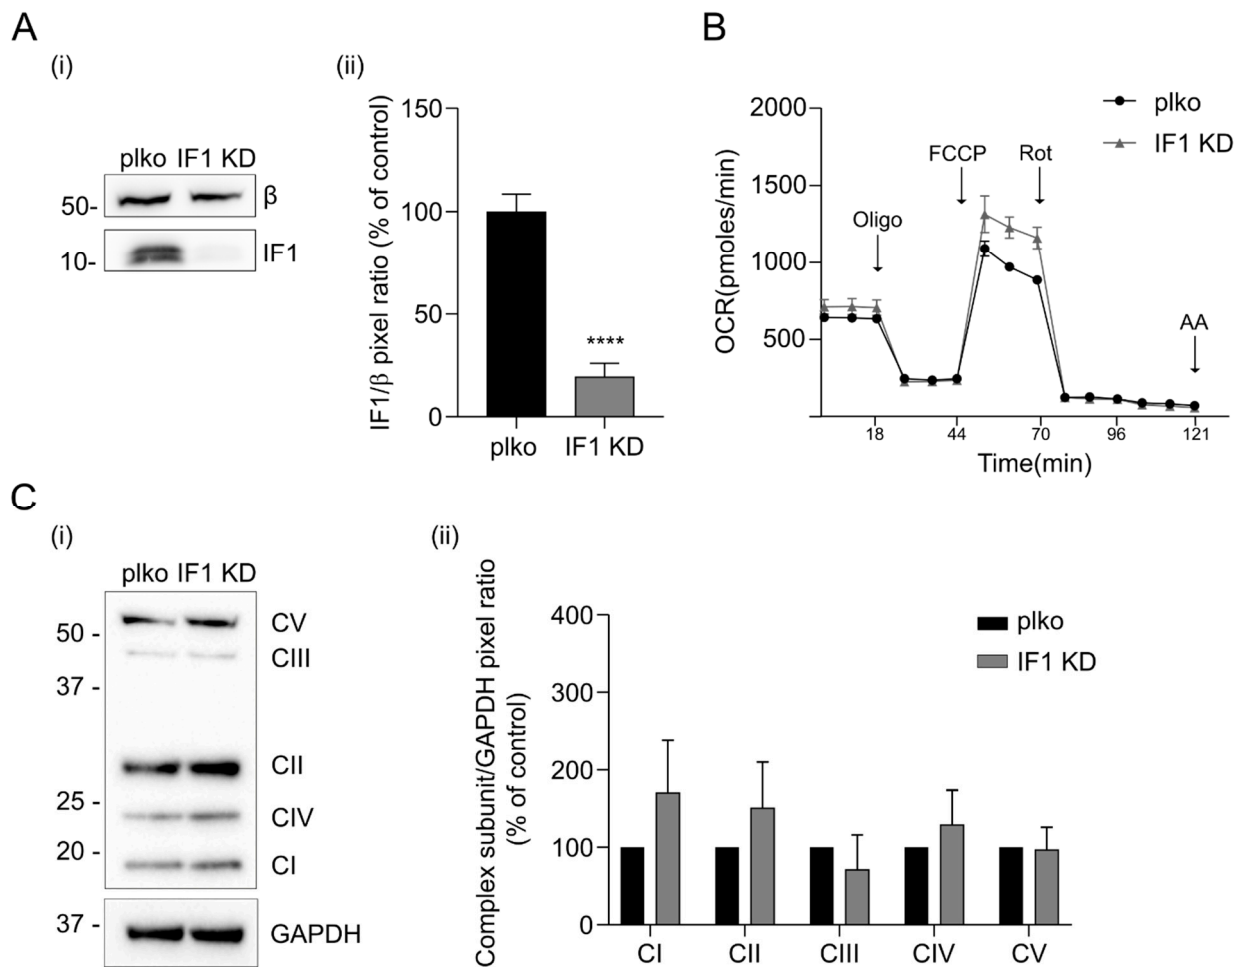 A
(i)
plko IF1 KD
50-
β
10-
IF1
(ii)
IF1/β pixel ratio (% of control)
150
100
50
0
****
plko
IF1 KD
B
OCR(pmoles/min)
2000
1500
1000
500
Oligo
FCCP
Rot
AA
plko
IF1 KD
18
44
70
96
121
Time(min)
C
(i)
plko IF1 KD
50 -
37 -
25 -
20 -
37 -
CV
CIII
CII
CIV
CI
GAPDH
(ii)
Complex subunit/GAPDH pixel ratio
(% of control)
400
300
200
100
0
plko
IF1 KD
CI
CII
CIII
CIV
CV